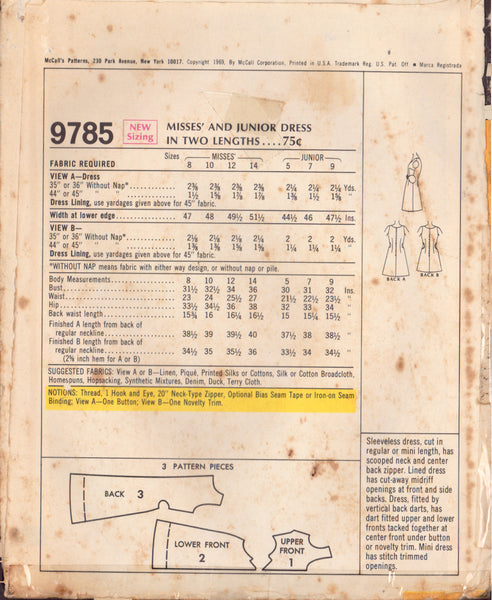 McCall's Patterns, 230 Park Avenue, New York 10017. Copyright 1969, By McCall Corporation, Printed in U.S.A. Trademark Reg. U.S. Pat. Off. ● Marca Registrada
9785 NEW Sizing MISSES' AND JUNIOR DRESS
IN TWO LENGTHS....75¢
Sizes MISSES' JUNIOR
FABRIC REQUIRED 8 10 12 14 5 7 9
VIEW A—Dress
35" or 36" Without Nap* 2⅜ 2⅜ 2⅜ 2⅜ 2¼ 2¼ 2¼ Yds.
44" or 45" " " 1½ 1⅝ 1⅞ 1⅞ 1⅜ 1½ 1⅝ "
Dress Lining, use yardages given above for 45" fabric.
Width at lower edge 47 48 49½ 51½ 44½ 46 47½ Ins.
VIEW B—
35" or 36" Without Nap* 2⅛ 2⅛ 2⅛ 2¼ 2 2 2 Yds.
44" or 45" " " 1⅜ 1⅜ 1⅝ 1⅝ 1¼ 1¼ 1¼ "
Dress Lining, use yardages given above for 45" fabric.
*WITHOUT NAP means fabric with either way design, or without nap or pile.
Body Measurements 8 10 12 14 5 7 9
Bust 31½ 32½ 34 36 30 31 32 Ins.
Waist 23 24 25½ 27 21½ 22½ 23½ "
Hip 33½ 34½ 36 38 32 33 34 "
Back waist length 15¾ 16 16¼ 16½ 15 15¼ 15½ "
Finished A length from back of
regular neckline 38½ 39 39½ 40 37½ 38 38½ "
Finished B length from back of
regular neckline 34½ 35 35½ 36 33½ 34 34½ "
(2¾ inch hem for A or B)
SUGGESTED FABRICS: View A or B—Linen, Piqué, Printed Silks or Cottons, Silk or Cotton Broadcloth,
Homespuns, Hopsacking, Synthetic Mixtures, Denim, Duck, Terry Cloth.
NOTIONS: Thread, 1 Hook and Eye, 20" Neck-Type Zipper, Optional Bias Seam Tape or Iron-on Seam
Binding; View A—One Button; View B—One Novelty Trim.
BACK A BACK B
3 PATTERN PIECES
BACK 3
LOWER FRONT
2
UPPER
FRONT
1
Sleeveless dress, cut in
regular or mini length, has
scooped neck and center
back zipper. Lined dress
has cut-away midriff
openings at front and side
backs. Dress, fitted by
vertical back darts, has
dart fitted upper and lower
fronts tacked together at
center front under button
or novelty trim. Mini dress
has stitch trimmed
openings.